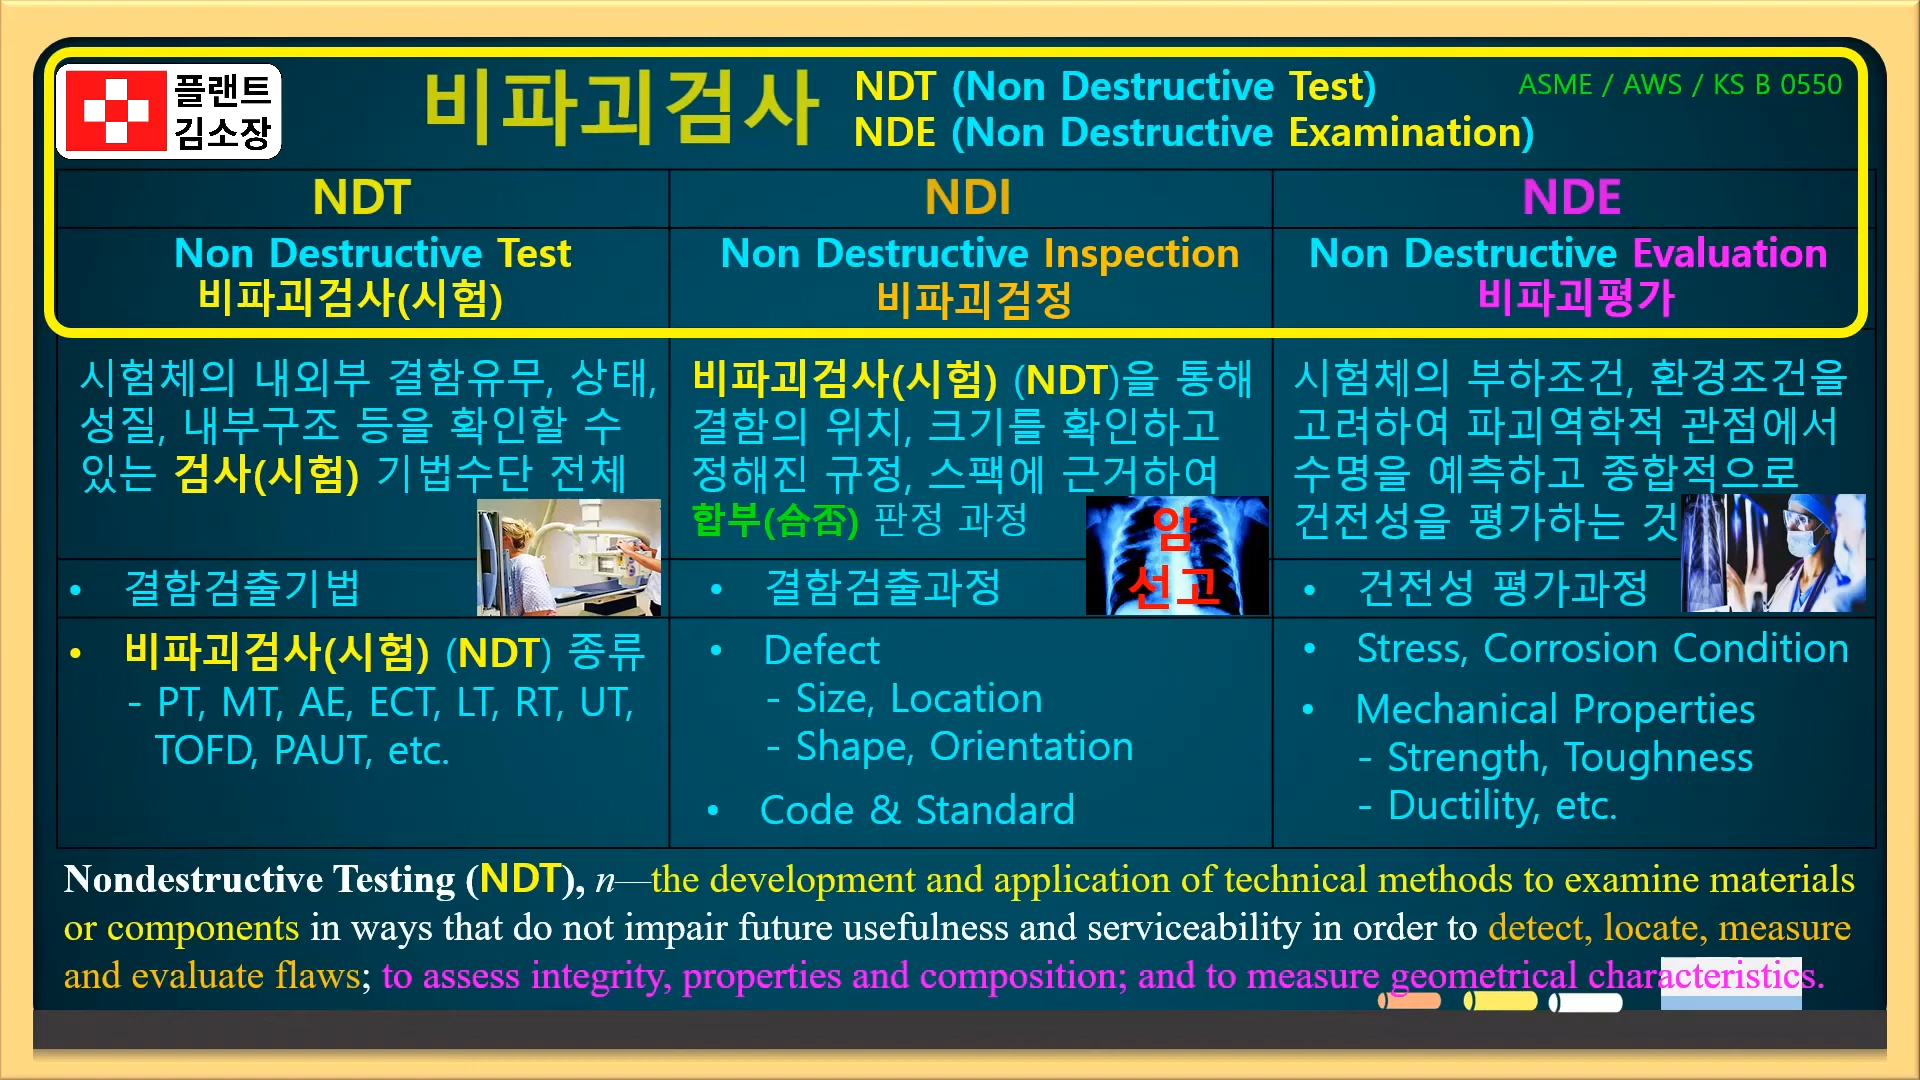 플랜트
김소장
비파괴검사
NDT (Non Destructive Test)
NDE (Non Destructive Examination)
ASME / AWS / KS B 0550
NDT
Non Destructive Test
비파괴검사(시험)
시험체의 내외부 결함유무, 상태,
성질, 내부구조 등을 확인할 수
있는 검사(시험) 기법수단 전체
• 결함검출기법
• 비파괴검사(시험) (NDT) 종류
- PT, MT, AE, ECT, LT, RT, UT,
TOFD, PAUT, etc.
NDI
Non Destructive Inspection
비파괴검정
비파괴검사(시험) (NDT)을 통해
결함의 위치, 크기를 확인하고
정해진 규정, 스팩에 근거하여
합부(合否) 판정 과정
암
선고
• 결함검출과정
• Defect
- Size, Location
- Shape, Orientation
• Code & Standard
NDE
Non Destructive Evaluation
비파괴평가
시험체의 부하조건, 환경조건을
고려하여 파괴역학적 관점에서
수명을 예측하고 종합적으로
건전성을 평가하는 것
• 건전성 평가과정
• Stress, Corrosion Condition
• Mechanical Properties
- Strength, Toughness
- Ductility, etc.
Nondestructive Testing (NDT), n—the development and application of technical methods to examine materials
or components in ways that do not impair future usefulness and serviceability in order to detect, locate, measure
and evaluate flaws; to assess integrity, properties and composition; and to measure geometrical characteristics.